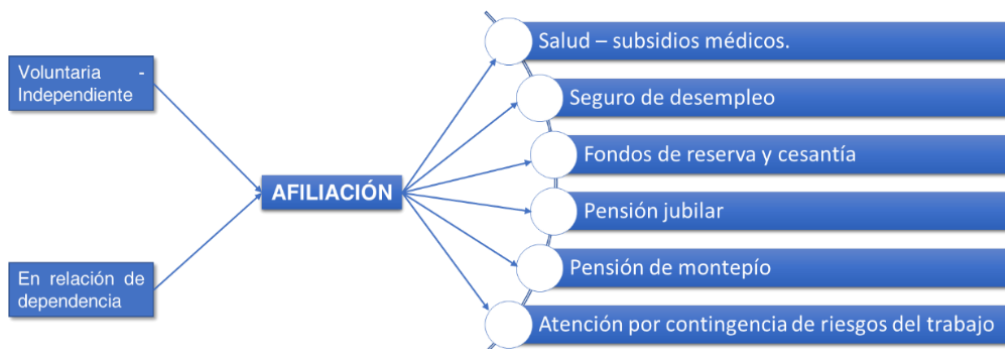 Voluntaria -
Independiente
En relación de
dependencia
AFILIACIÓN
Salud – subsidios médicos.
Seguro de desempleo
Fondos de reserva y cesantía
Pensión jubilar
Pensión de montepío
Atención por contingencia de riesgos del trabajo